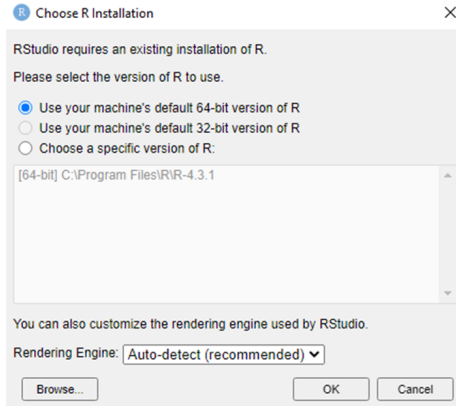 R Choose R Installation
RStudio requires an existing installation of R.
Please select the version of R to use.
Use your machine's default 64-bit version of R
Use your machine's default 32-bit version of R
Choose a specific version of R:
[64-bit] C:\Program Files\R\R-4.3.1
You can also customize the rendering engine used by RStudio.
Rendering Engine: Auto-detect (recommended)
Browse... OK Cancel